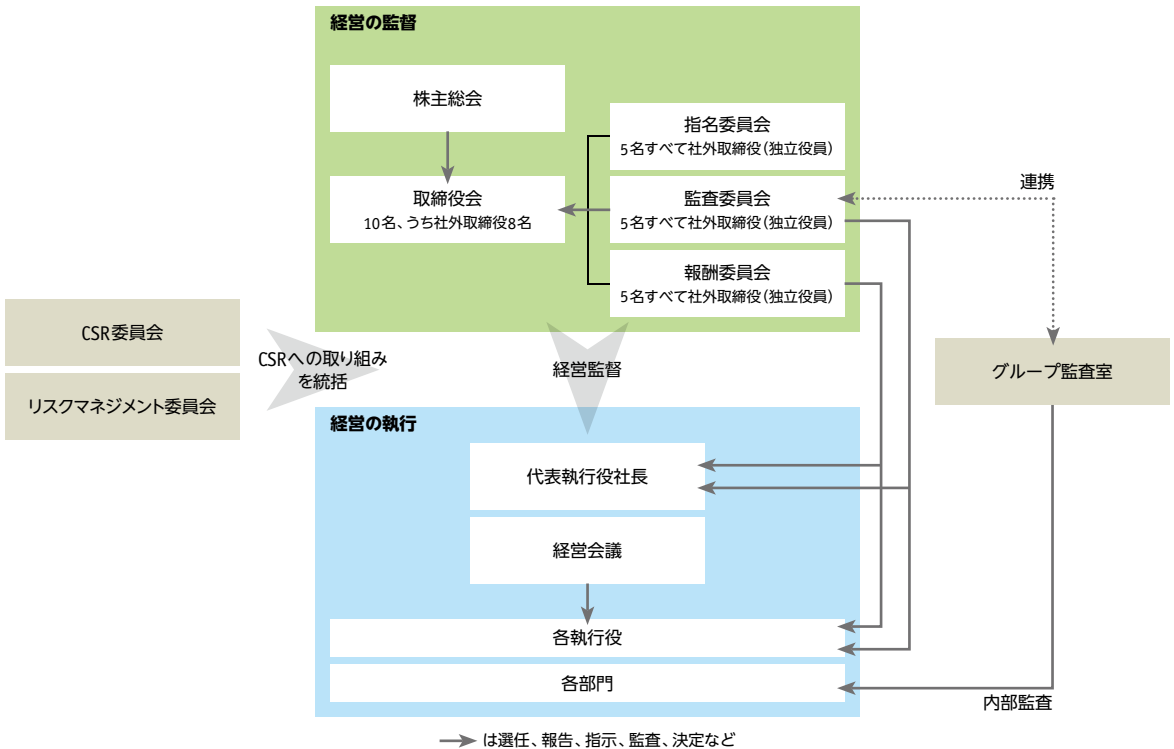 経営の監督
株主総会
指名委員会
5名すべて社外取締役(独立役員)
取締役会
10名、うち社外取締役8名
監査委員会
5名すべて社外取締役(独立役員)
連携
報酬委員会
5名すべて社外取締役(独立役員)
CSR委員会
リスクマネジメント委員会
CSRへの取り組み
を統括
経営監督
グループ監査室
経営の執行
代表執行役社長
経営会議
各執行役
各部門
内部監査
は選任、報告、指示、監査、決定など